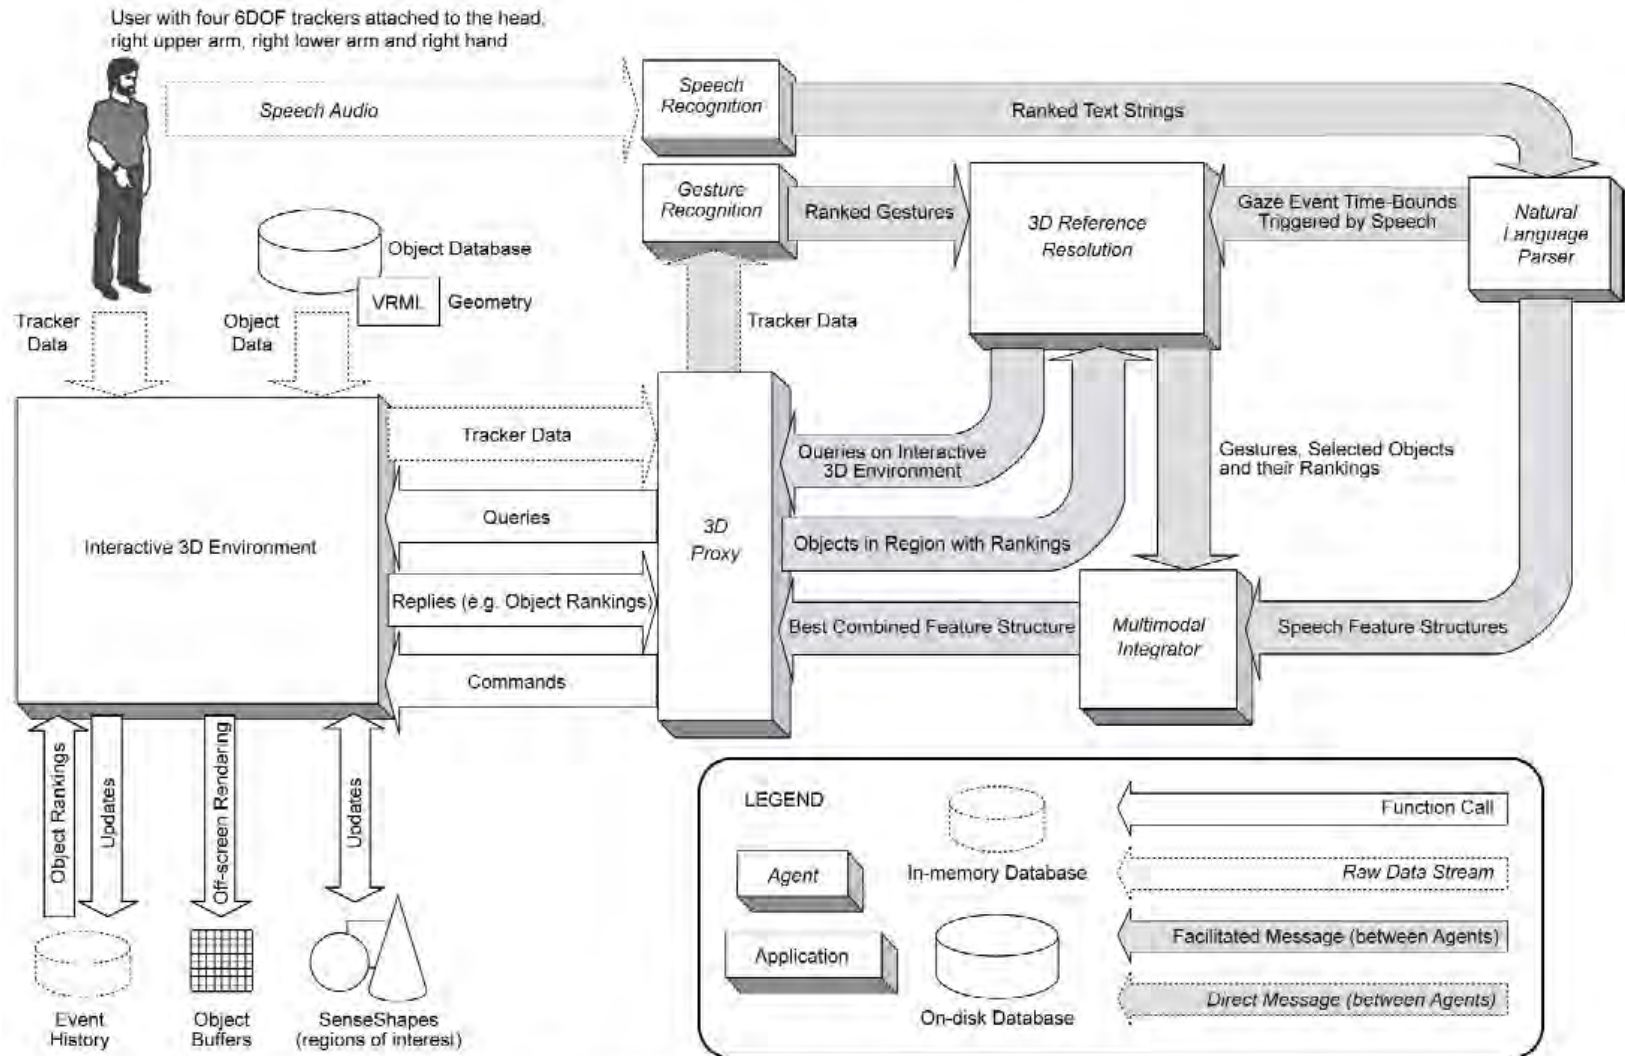 User with four 6DOF trackers attached to the head,
right upper arm, right lower arm and right hand
Speech Audio
Speech
Recognition
Ranked Text Strings
Gesture
Recognition
Ranked Gestures
3D Reference
Resolution
Gaze Event Time-Bounds
Triggered by Speech
Natural
Language
Parser
Object Database
VRML
Geometry
Tracker
Data
Object
Data
Tracker Data
Tracker Data
Queries on Interactive
3D Environment
Gestures, Selected Objects
and their Rankings
Queries
3D
Proxy
Interactive 3D Environment
Objects in Region with Rankings
Replies (e.g. Object Rankings)
Best Combined Feature Structure
Multimodal
Integrator
Speech Feature Structures
Commands
Object Rankings
Updates
Off-screen Rendaring
Updates
Event
History
Object
Buffers
SenseShapes
(regions of interest)
LEGEND
Agent
Application
In-memory Database
On-disk Database
Function Call
Raw Data Stream
Facilitated Message (between Agents)
Direct Message (between Agents)